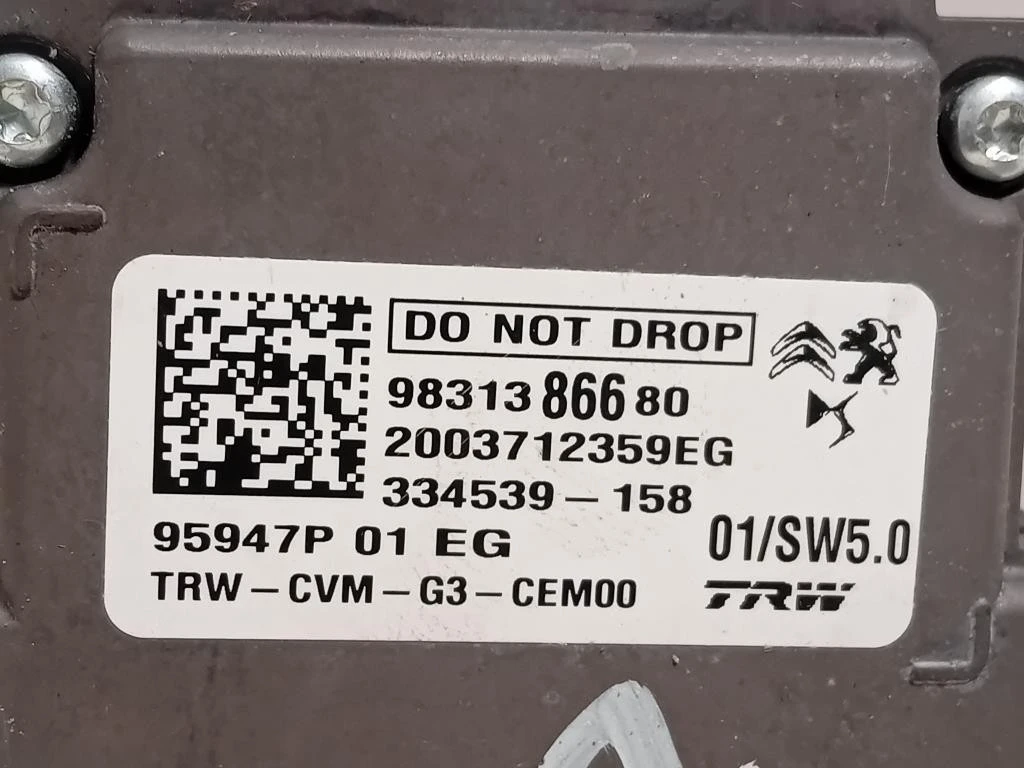 DO NOT DROP
98313 866 80
2003712359EG
334539-158
95947P 01 EG
01/SW5.0
TRW-CVM-G3-CEM00
TRW